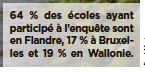 64 % des écoles ayant
participé à l'enquête sont
en Flandre, 17 % à Bruxel-
les et 19 % en Wallonie.